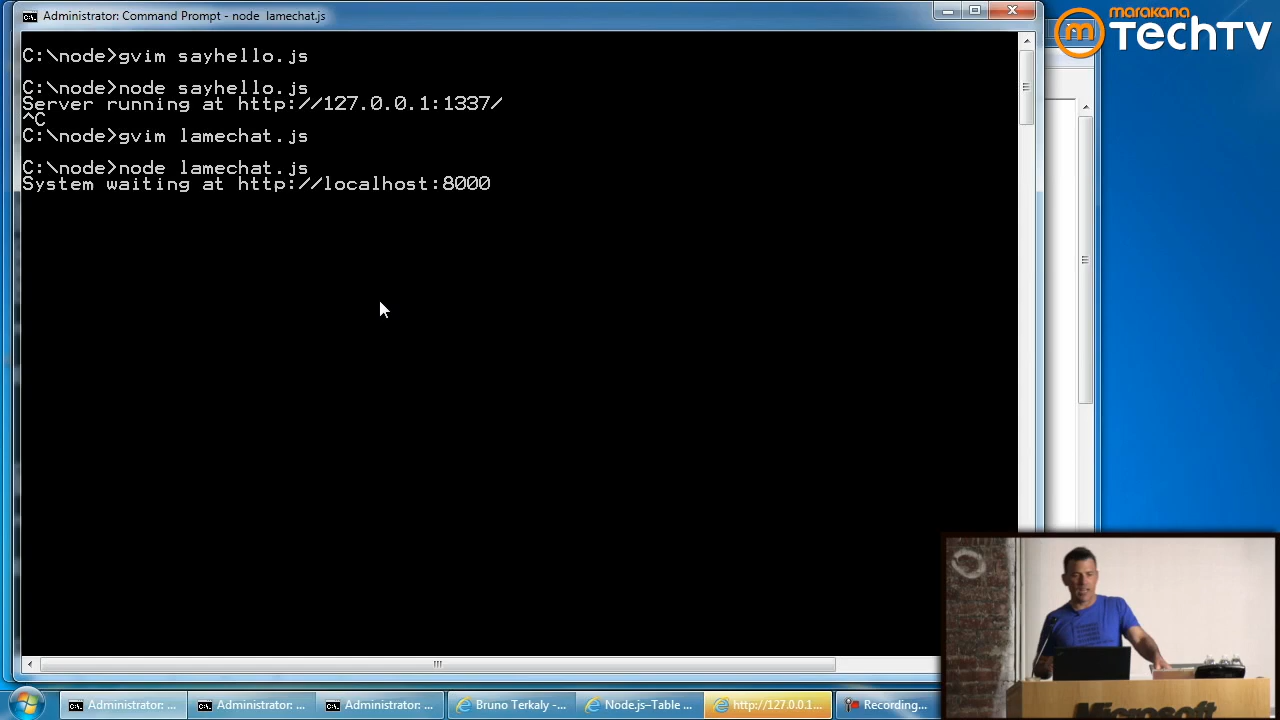 Administrator: Command Prompt - node lamechat.js
marakana
TechTV
C:\node>gvim sayhello.js
C:\node>node sayhello.js
Server running at http://127.0.0.1:1337/
^C
C:\node>gvim lamechat.js
C:\node>node lamechat.js
System waiting at http://localhost:8000
Microsoft
Administrator: ...
Administrator: ...
Administrator: ...
Bruno Terkaly -...
Node.js–Table ...
http://127.0.0.1...
Recording...